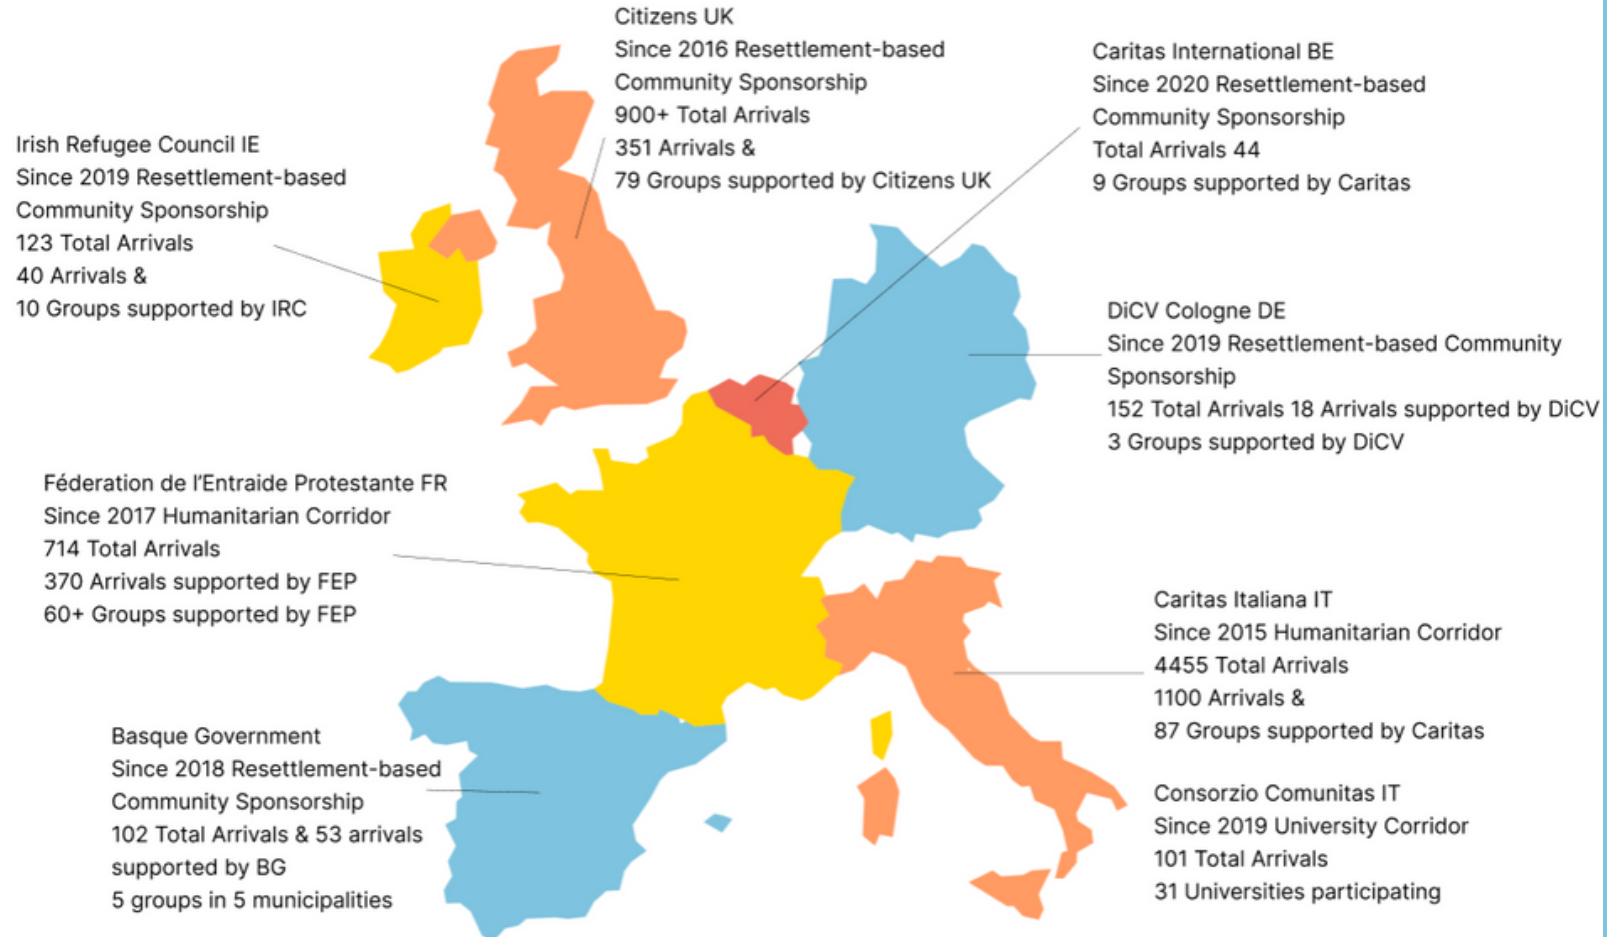 Citizens UK
Since 2016 Resettlement-based
Community Sponsorship
900+ Total Arrivals
351 Arrivals &
79 Groups supported by Citizens UK
Caritas International BE
Since 2020 Resettlement-based
Community Sponsorship
Total Arrivals 44
9 Groups supported by Caritas
Irish Refugee Council IE
Since 2019 Resettlement-based
Community Sponsorship
123 Total Arrivals
40 Arrivals &
10 Groups supported by IRC
DiCV Cologne DE
Since 2019 Resettlement-based Community
Sponsorship
152 Total Arrivals 18 Arrivals supported by DiCV
3 Groups supported by DiCV
Féderation de l’Entraide Protestante FR
Since 2017 Humanitarian Corridor
714 Total Arrivals
370 Arrivals supported by FEP
60+ Groups supported by FEP
Caritas Italiana IT
Since 2015 Humanitarian Corridor
4455 Total Arrivals
1100 Arrivals &
87 Groups supported by Caritas
Basque Government
Since 2018 Resettlement-based
Community Sponsorship
102 Total Arrivals & 53 arrivals
supported by BG
5 groups in 5 municipalities
Consorzio Comunitas IT
Since 2019 University Corridor
101 Total Arrivals
31 Universities participating